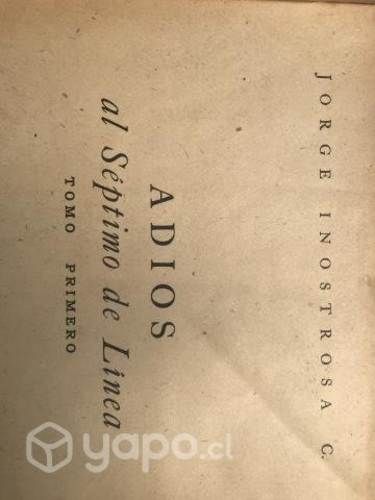 JORGE INOSTROSA C.
ADIOS
al Séptimo de Línea
TOMO PRIMERO
yapo.cl